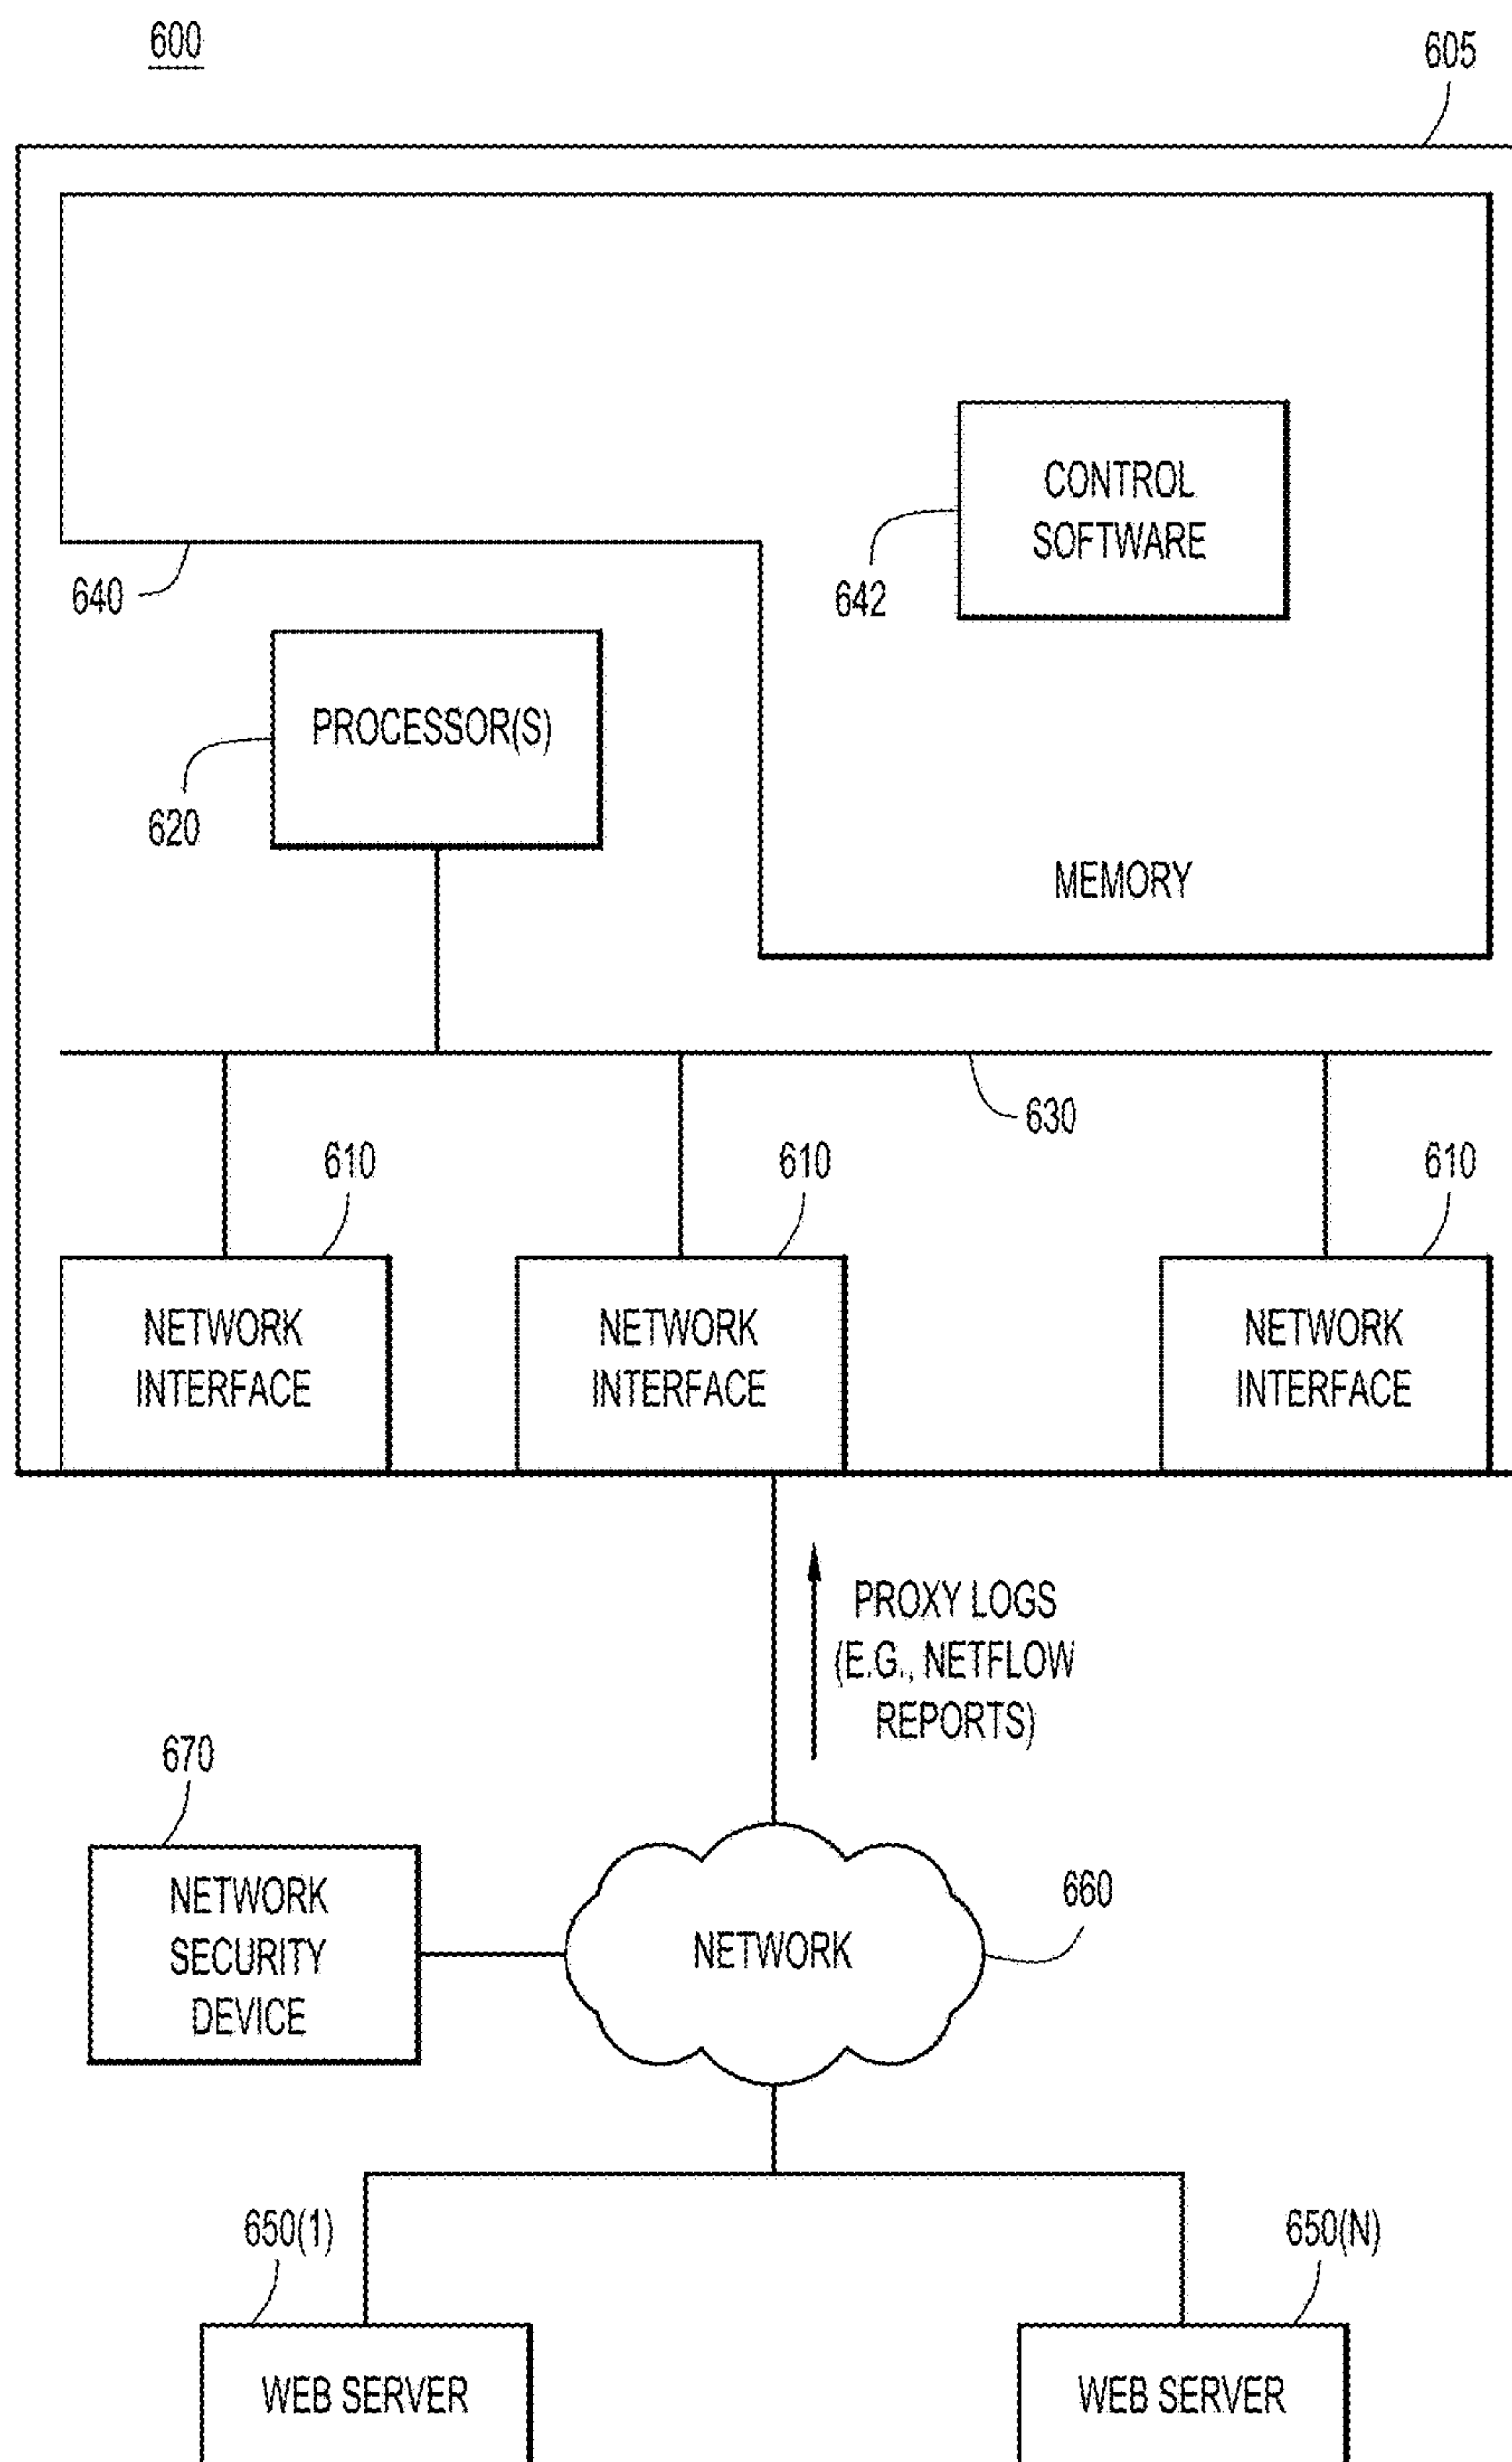 600
605
CONTROL
SOFTWARE
640
642
PROCESSOR(S)
620
MEMORY
630
610
610
610
NETWORK
INTERFACE
NETWORK
INTERFACE
NETWORK
INTERFACE
PROXY LOGS
(E.G., NETFLOW
REPORTS)
670
NETWORK
SECURITY
DEVICE
660
NETWORK
650(1)
650(N)
WEB SERVER
WEB SERVER